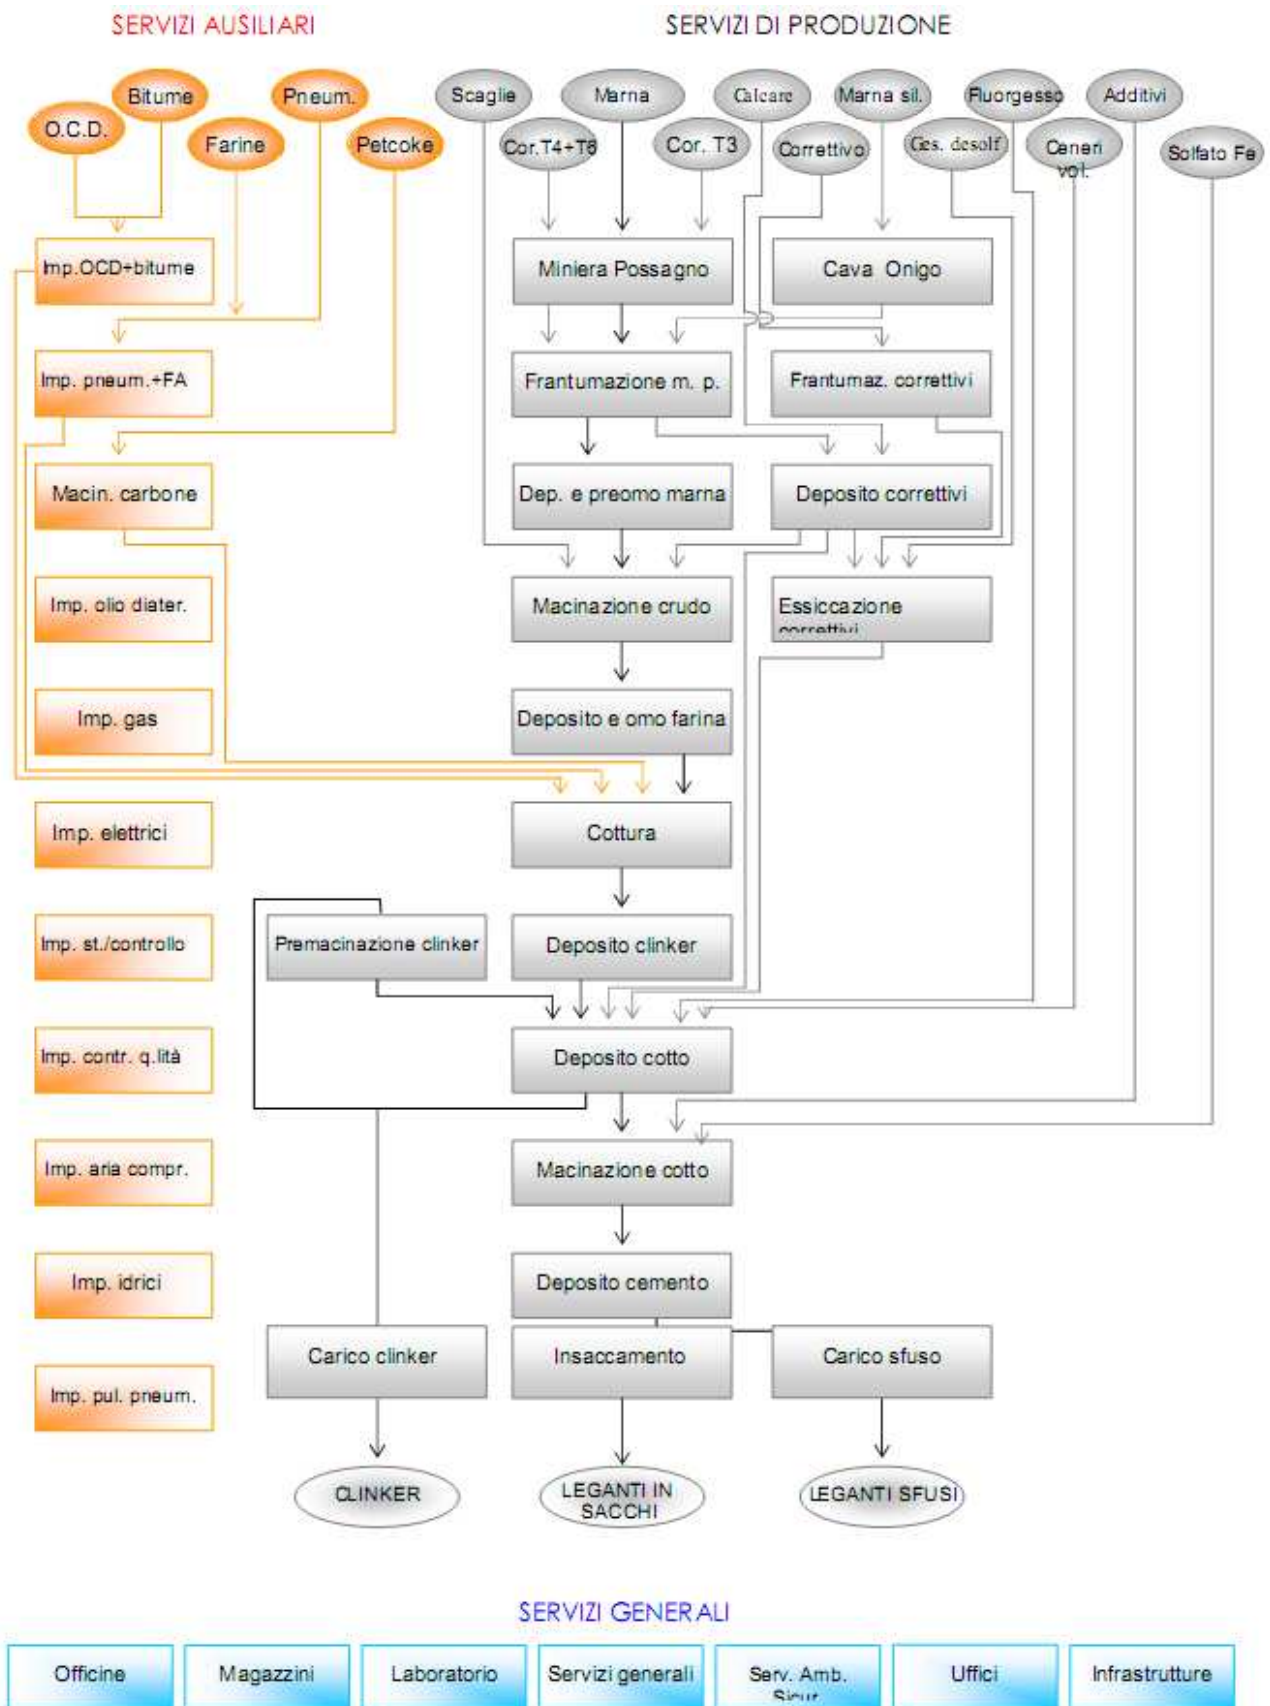 SERVIZI AUSILIARI
SERVIZI DI PRODUZIONE
Bitume
Pneum.
Scaglie
Marna
Calcare
Marna sil.
Fluorgesso
Additivi
O.C.D.
Farine
Petcoke
Cor.T4+T6
Cor. T3
Correttivo
Ges. desolf
Ceneri
vol.
Solfato Fe
Imp.OCD+bitume
Miniera Possagno
Cava Onigo
Imp. pneum.+FA
Frantumazione m. p.
Frantumaz. correttivi
Macin. carbone
Dep. e preomo marna
Deposito correttivi
Imp. olio diater.
Macinazione crudo
Essiccazione
correttivi
Imp. gas
Deposito e omo farina
Imp. elettrici
Cottura
Imp. st./controllo
Premacinazione clinker
Deposito clinker
Imp. contr. q.lità
Deposito cotto
Imp. aria compr.
Macinazione cotto
Imp. idrici
Deposito cemento
Carico clinker
Insaccamento
Carico sfuso
Imp. pul. pneum.
CLINKER
LEGANTI IN
SACCHI
LEGANTI SFUSI
SERVIZI GENERALI
Officine
Magazzini
Laboratorio
Servizi generali
Serv. Amb.
Sicur.
Uffici
Infrastrutture